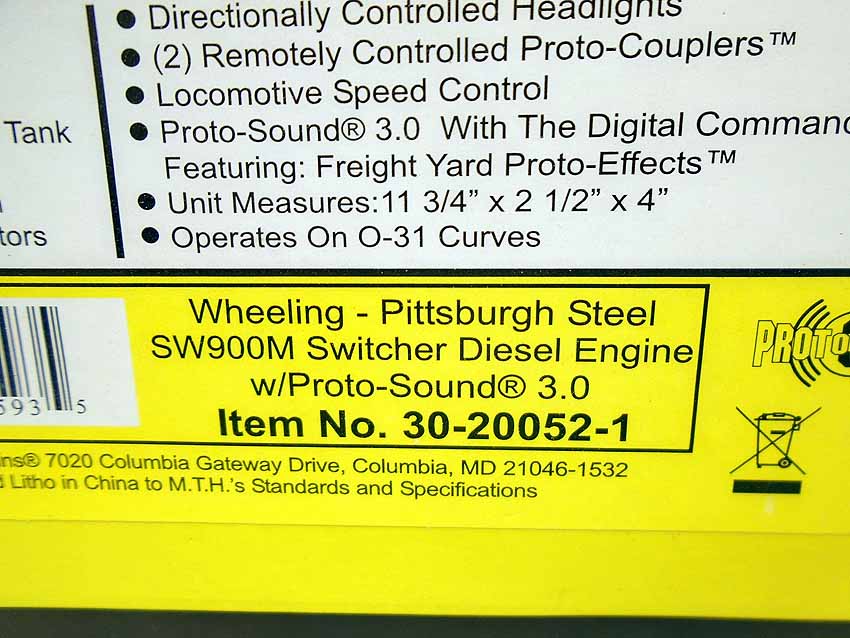 ● Directionally Controlled Headlights
● (2) Remotely Controlled Proto-Couplers™
● Locomotive Speed Control
Tank
● Proto-Sound® 3.0 With The Digital Comman
Featuring: Freight Yard Proto-Effects™
● Unit Measures:11 3/4” x 2 1/2” x 4”
tors
● Operates On O-31 Curves
Wheeling - Pittsburgh Steel
SW900M Switcher Diesel Engine
w/Proto-Sound® 3.0
Item No. 30-20052-1
593 5
PROTO
ns® 7020 Columbia Gateway Drive, Columbia, MD 21046-1532
Litho in China to M.T.H.'s Standards and Specifications